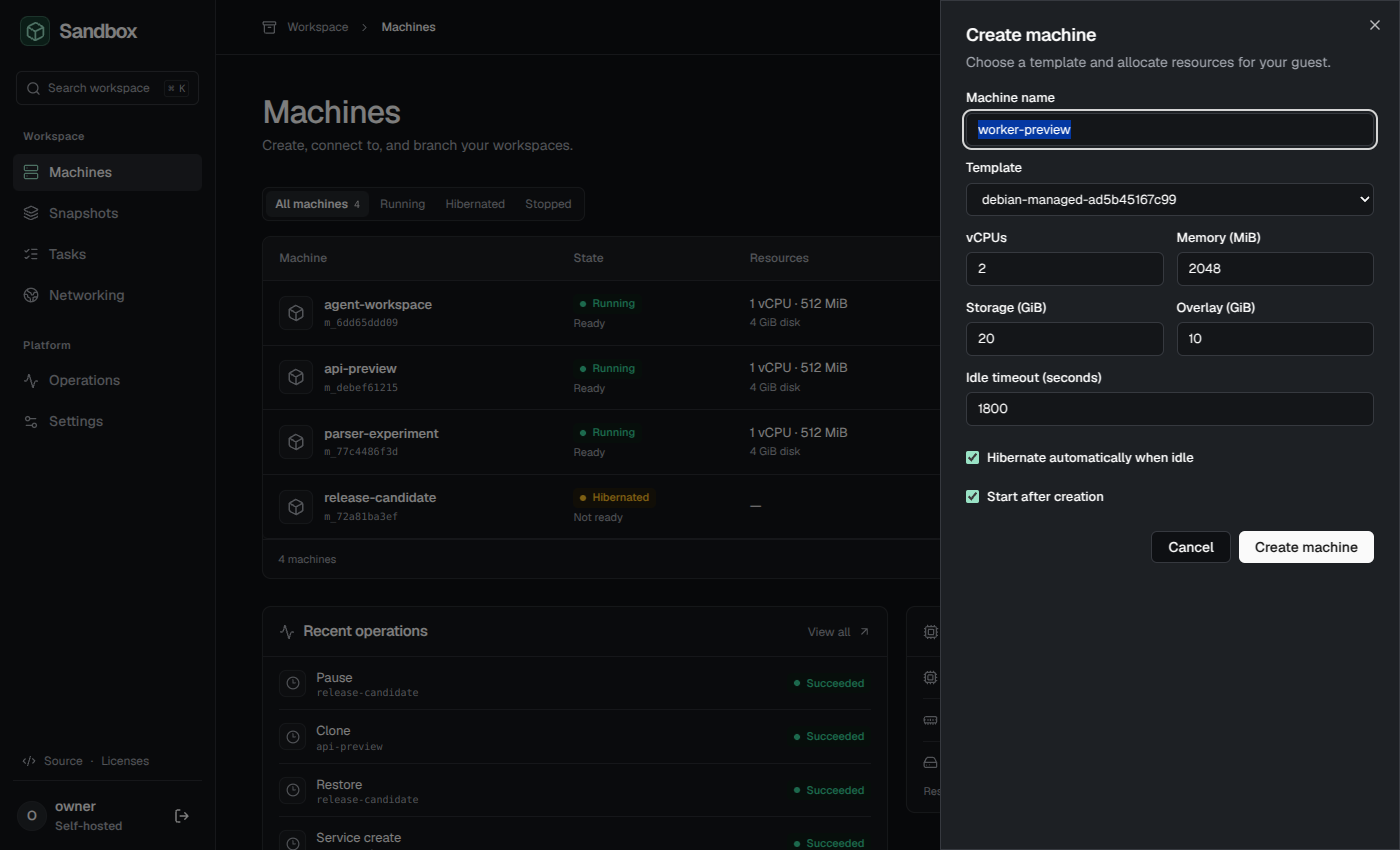 Sandbox
Search workspace ⌘ K
Workspace
Machines
Snapshots
Tasks
Networking
Platform
Operations
Settings
Source · Licenses
O
owner
Self-hosted
Workspace > Machines
Machines
Create, connect to, and branch your workspaces.
All machines 4 Running Hibernated Stopped
Machine State Resources
agent-workspace Running 1 vCPU · 512 MiB
m_6dd65ddd09 Ready 4 GiB disk
api-preview Running 1 vCPU · 512 MiB
m_debef61215 Ready 4 GiB disk
parser-experiment Running 1 vCPU · 512 MiB
m_77c4486f3d Ready 4 GiB disk
release-candidate Hibernated —
m_72a81ba3ef Not ready
4 machines
Recent operations View all
Pause
release-candidate Succeeded
Clone
api-preview Succeeded
Restore
release-candidate Succeeded
Service create Succeeded
Create machine
Choose a template and allocate resources for your guest.
Machine name
worker-preview
Template
debian-managed-ad5b45167c99
vCPUs Memory (MiB)
2 2048
Storage (GiB) Overlay (GiB)
20 10
Idle timeout (seconds)
1800
Hibernate automatically when idle
Start after creation
Cancel Create machine